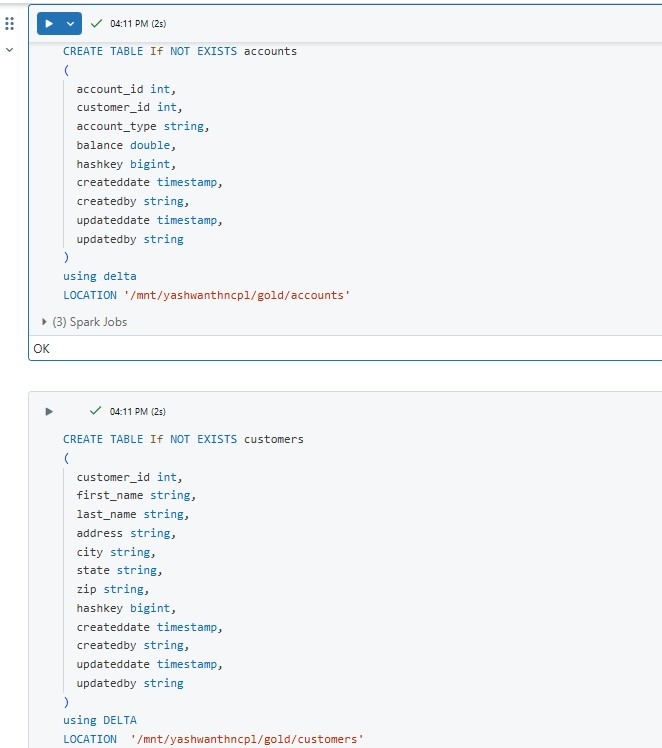 04:11 PM (2s)
CREATE TABLE If NOT EXISTS accounts
(
account_id int,
customer_id int,
account_type string,
balance double,
hashkey bigint,
createddate timestamp,
createdby string,
updateddate timestamp,
updatedby string
)
using delta
LOCATION '/mnt/yashwanthncpl/gold/accounts'
(3) Spark Jobs
OK
04:11 PM (2s)
CREATE TABLE If NOT EXISTS customers
(
customer_id int,
first_name string,
last_name string,
address string,
city string,
state string,
zip string,
hashkey bigint,
createddate timestamp,
createdby string,
updateddate timestamp,
updatedby string
)
using DELTA
LOCATION  '/mnt/yashwanthncpl/gold/customers'